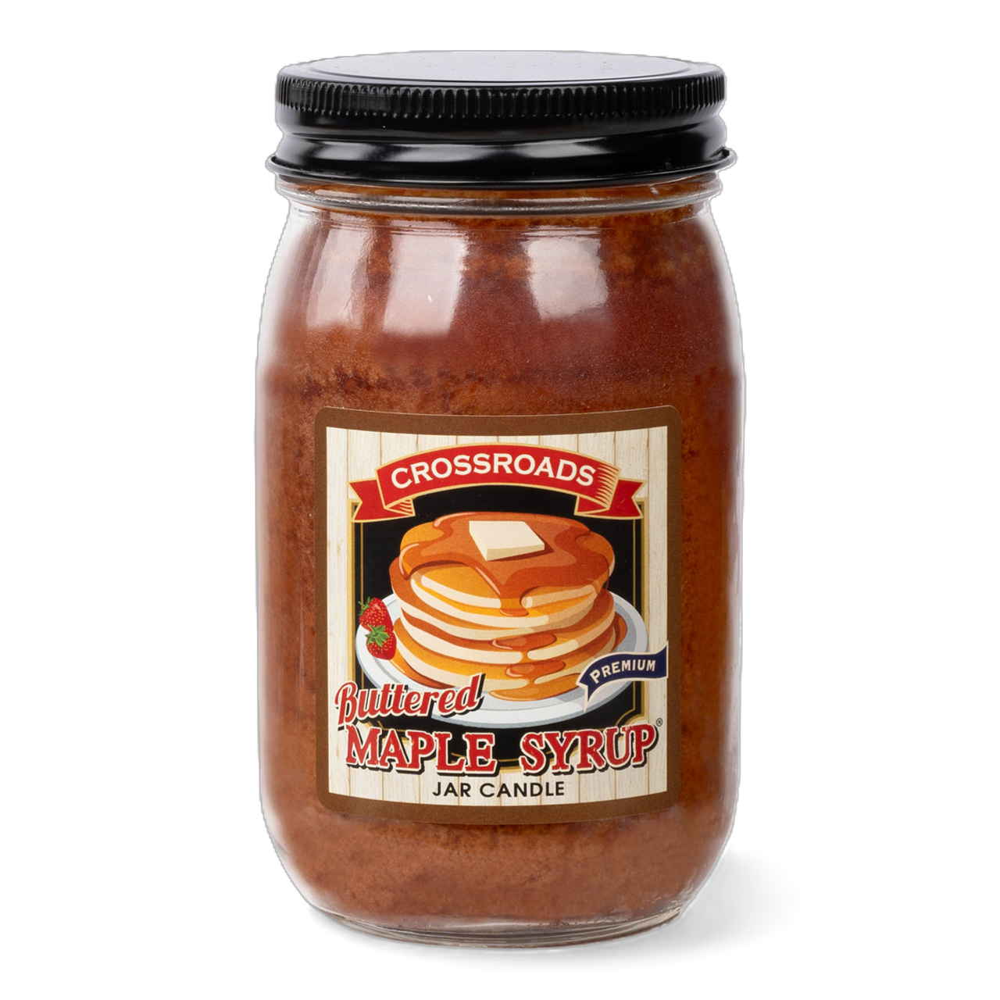 CROSSROADS
PREMIUM
Buttered
MAPLE SYRUP®
JAR CANDLE